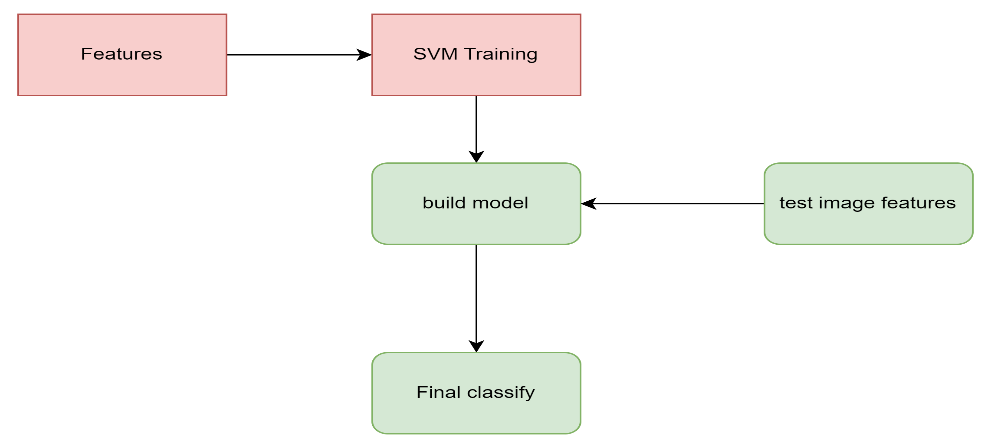 Features
SVM Training
build model
test image features
Final classify